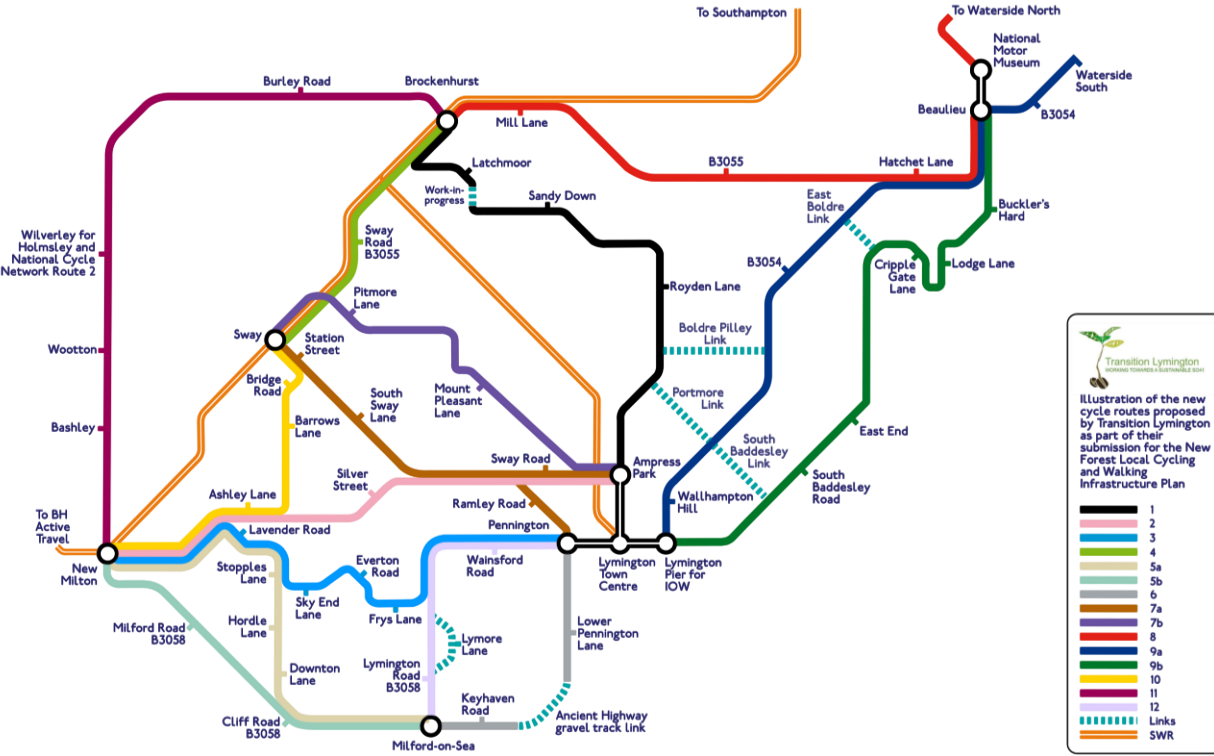 To Southampton
To Waterside North
National
Motor
Museum
Waterside
South
Burley Road
Brockenhurst
Mill Lane
Beaulieu
B3054
Latchmoor
B3055
Hatchet Lane
Work-in-
progress
Sandy Down
East
Boldre
Link
Buckler's
Hard
Wilverley for
Holmsley and
National Cycle
Network Route 2
Sway
Road
B3055
B3054
Cripple
Gate
Lane
Lodge Lane
Royden Lane
Pitmore
Lane
Boldre Pilley
Link
Sway
Station
Street
Wootton
Bridge
Road
South
Sway
Lane
Mount
Pleasant
Lane
Portmore
Link
Bashley
Barrows
Lane
South
Baddesley
Link
East End
Sway Road
Ampress
Park
Silver
Street
South
Baddesley
Road
Ashley Lane
Ramley Road
Wallhampton
Hill
To BH
Active
Travel
Lavender Road
Pennington
New
Milton
Stopples
Lane
Everton
Road
Wainsford
Road
Lymington
Town
Centre
Lymington
Pier for
IOW
Sky End
Lane
Frys Lane
Milford Road
B3058
Hordle
Lane
Lymore
Lane
Lower
Pennington
Lane
Downton
Lane
Lymington
Road
B3058
Keyhaven
Road
Cliff Road
B3058
Ancient Highway
gravel track link
Milford-on-Sea
Transition Lymington
WORKING TOWARDS A SUSTAINABLE SO41
Illustration of the new
cycle routes proposed
by Transition Lymington
as part of their
submission for the New
Forest Local Cycling
and Walking
Infrastructure Plan
1
2
3
4
5a
5b
6
7a
7b
8
9a
9b
10
11
12
Links
SWR